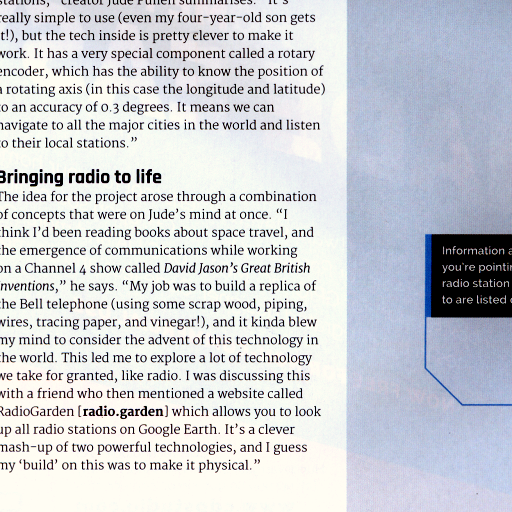 stations," creator Jude Pullen summarises. "It's
really simple to use (even my four-year-old son gets
it!), but the tech inside is pretty clever to make it
work. It has a very special component called a rotary
encoder, which has the ability to know the position of
a rotating axis (in this case the longitude and latitude)
to an accuracy of 0.3 degrees. It means we can
navigate to all the major cities in the world and listen
to their local stations.”
Bringing radio to life
The idea for the project arose through a combination
of concepts that were on Jude’s mind at once. “I
think I’d been reading books about space travel, and
the emergence of communications while working
on a Channel 4 show called David Jason’s Great British
Inventions,” he says. “My job was to build a replica of
the Bell telephone (using some scrap wood, piping,
wires, tracing paper, and vinegar!), and it kinda blew
my mind to consider the advent of this technology in
the world. This led me to explore a lot of technology
we take for granted, like radio. I was discussing this
with a friend who then mentioned a website called
RadioGarden [radio.garden] which allows you to look
up all radio stations on Google Earth. It’s a clever
mash-up of two powerful technologies, and I guess
my ‘build’ on this was to make it physical.”
Information a
you’re pointin
radio station
to are listed